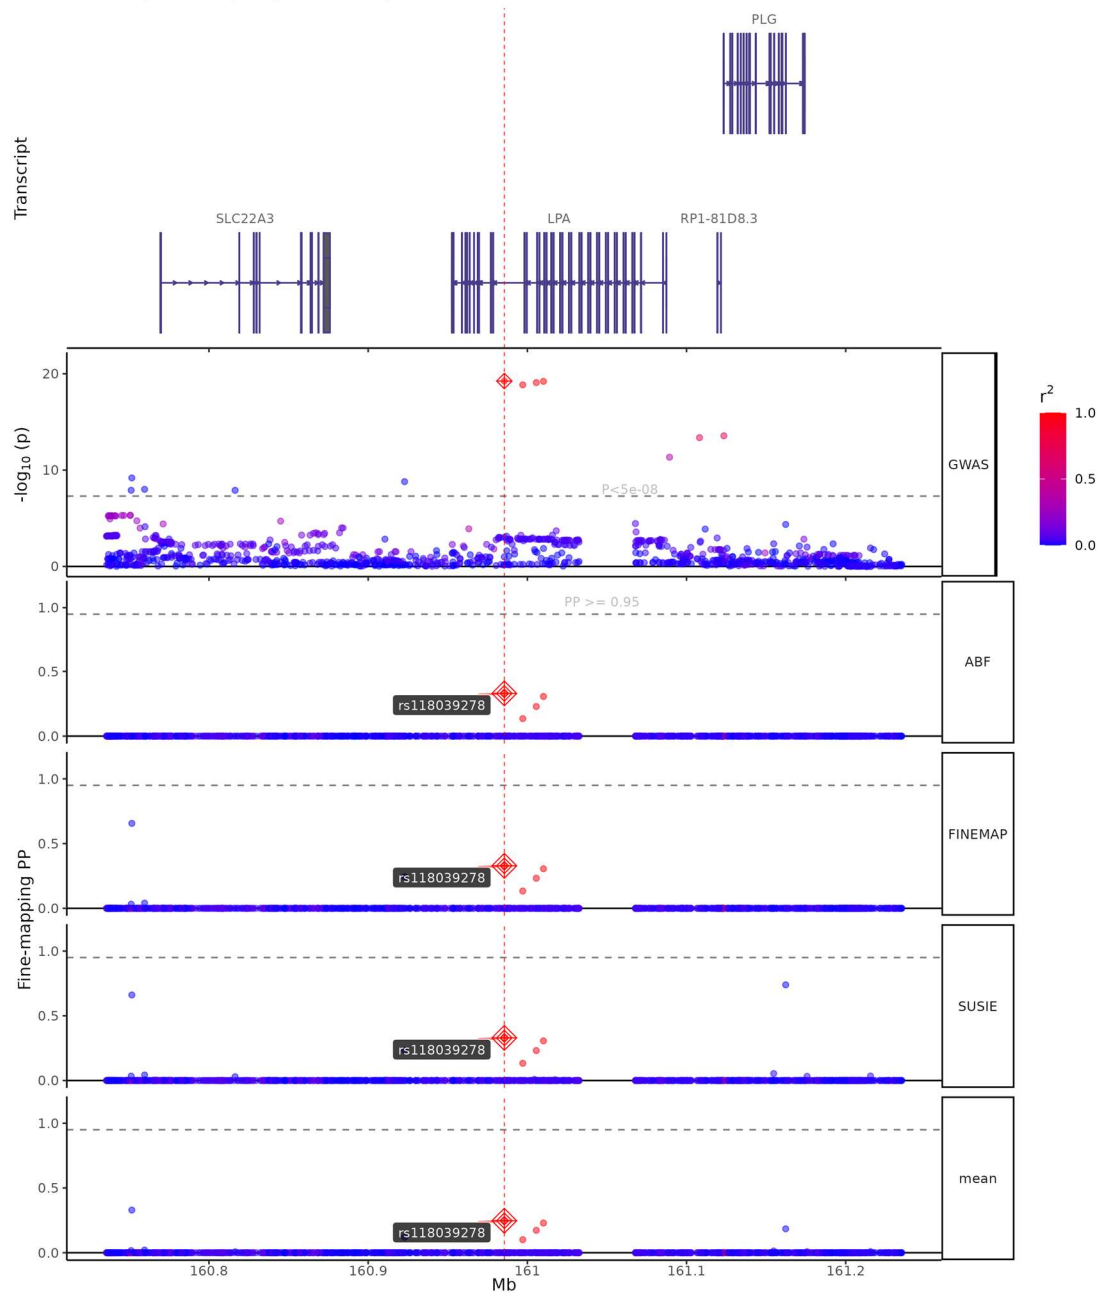 PLG
Transcript
SLC22A3
LPA
RP1-81D8.3
20
10
0
-log10 (p)
P<5e-08
GWAS
r2
1.0
0.5
0.0
Fine-mapping PP
1.0
0.5
0.0
PP >= 0.95
rs118039278
ABF
1.0
0.5
0.0
rs118039278
FINEMAP
1.0
0.5
0.0
rs118039278
SUSIE
1.0
0.5
0.0
rs118039278
mean
160.8
160.9
161
161.1
161.2
Mb